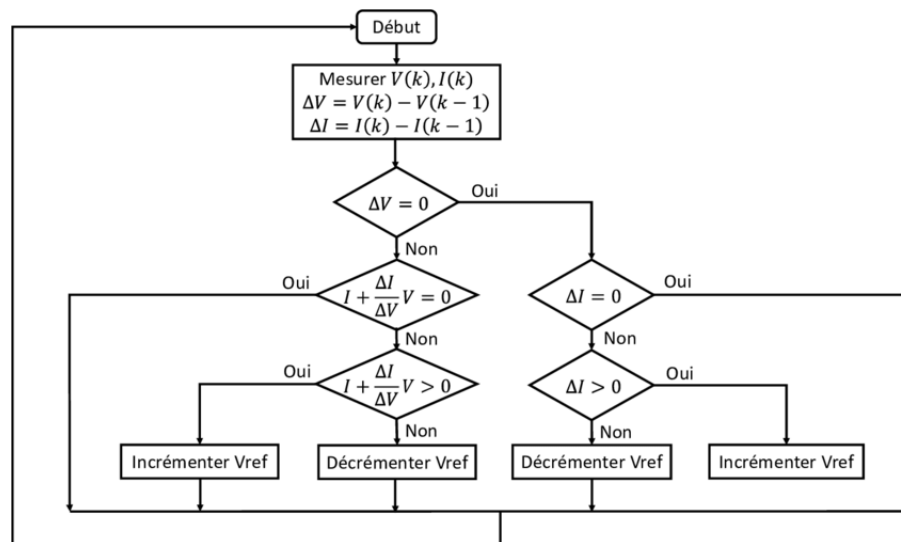 Début
Mesurer V(k), I(k)
ΔV = V(k) − V(k − 1)
ΔI = I(k) − I(k − 1)
Oui
ΔV = 0
Non
Oui
I + ΔI/ΔV V = 0
ΔI = 0
Oui
Non
Non
Oui
I + ΔI/ΔV V > 0
ΔI > 0
Oui
Non
Non
Incrémenter Vref
Décrémenter Vref
Décrémenter Vref
Incrémenter Vref